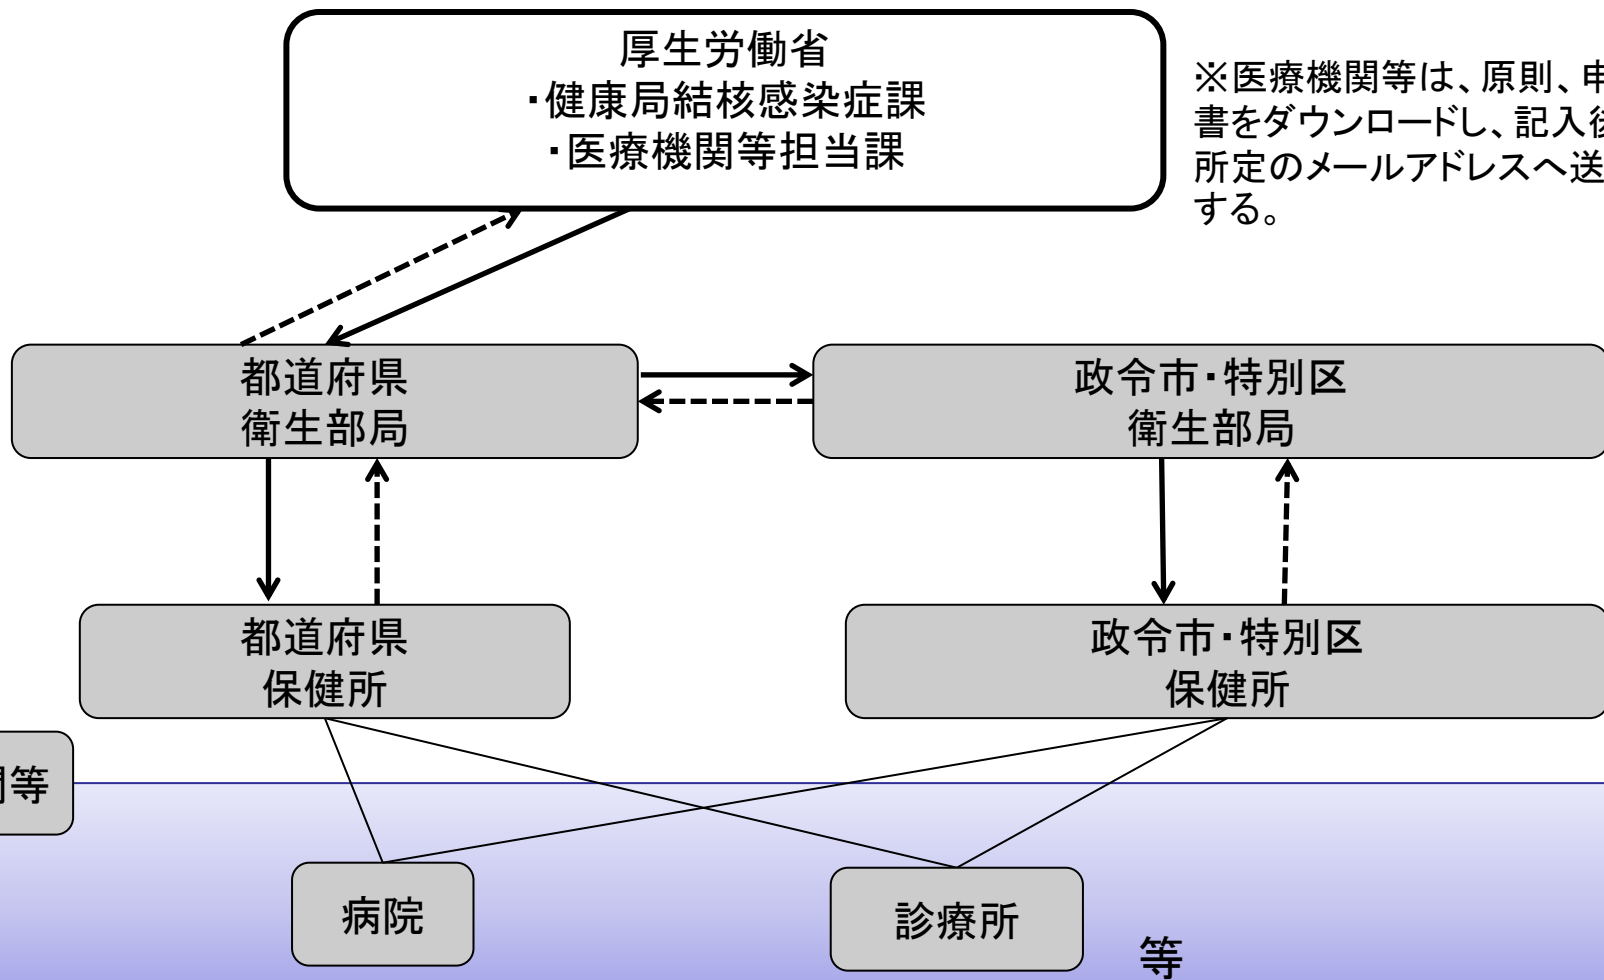 厚生労働省
・健康局結核感染症課
・医療機関等担当課
※医療機関等は、原則、申
書をダウンロードし、記入後
所定のメールアドレスへ送
する。
都道府県
衛生部局
政令市・特別区
衛生部局
都道府県
保健所
政令市・特別区
保健所
関等
病院
診療所
等